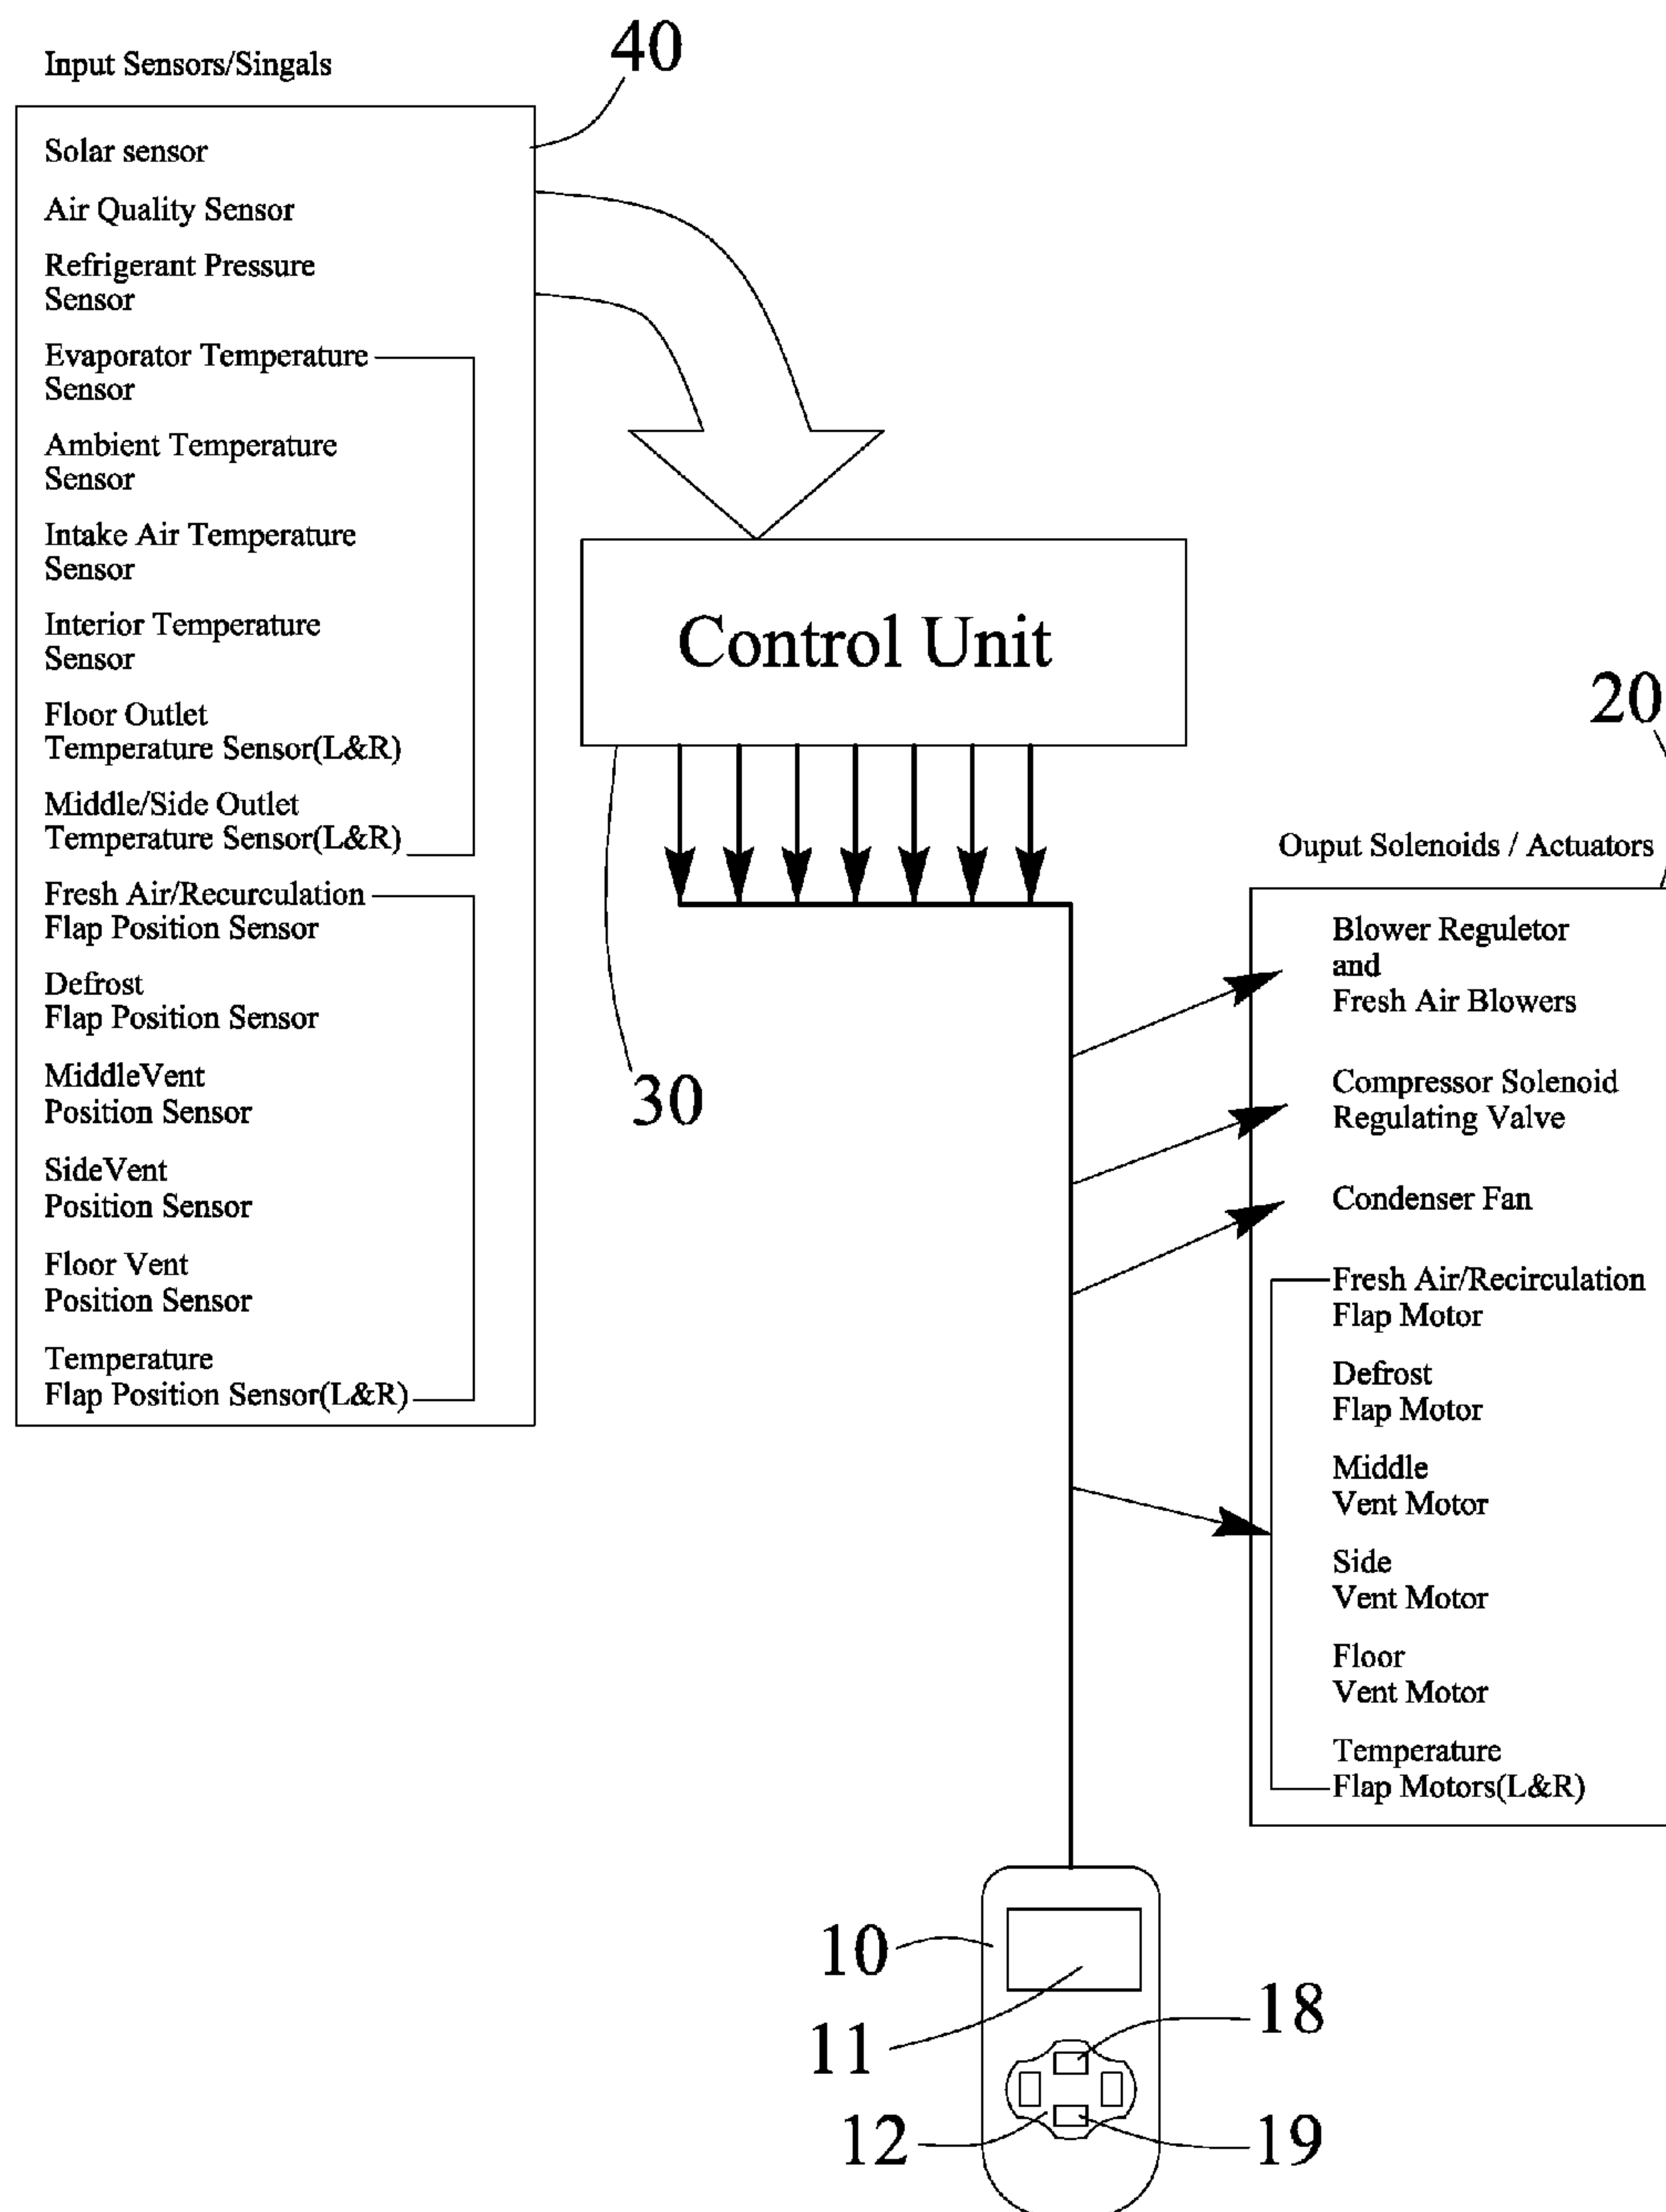 Input Sensors/Singals
40
Solar sensor
Air Quality Sensor
Refrigerant Pressure
Sensor
Evaporator Temperature
Sensor
Ambient Temperature
Sensor
Intake Air Temperature
Sensor
Interior Temperature
Sensor
Floor Outlet
Temperature Sensor(L&R)
Middle/Side Outlet
Temperature Sensor(L&R)
Fresh Air/Recurculation
Flap Position Sensor
Defrost
Flap Position Sensor
MiddleVent
Position Sensor
SideVent
Position Sensor
Floor Vent
Position Sensor
Temperature
Flap Position Sensor(L&R)
Control Unit
30
20
Ouput Solenoids / Actuators
Blower Reguletor
and
Fresh Air Blowers
Compressor Solenoid
Regulating Valve
Condenser Fan
Fresh Air/Recirculation
Flap Motor
Defrost
Flap Motor
Middle
Vent Motor
Side
Vent Motor
Floor
Vent Motor
Temperature
Flap Motors(L&R)
10
11
18
12
19